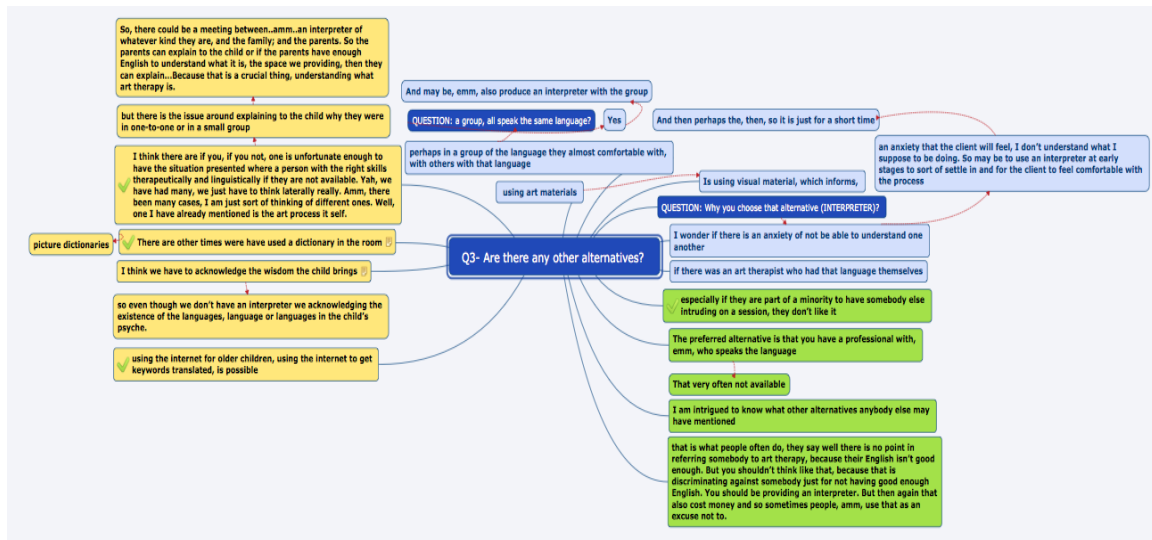 So, there could be a meeting between..amm..an interpreter of
whatever kind they are, and the family; and the parents. So the
parents can explain to the child or if the parents have enough
English to understand what it is, the space we providing, then they
can explain...Because that is a crucial thing, understanding what
art therapy is.
but there is the issue around explaining to the child why they were
in one-to-one or in a small group
I think there are if you, if you not, one is unfortunate enough to
have the situation presented where a person with the right skills
therapeutically and linguistically if they are not available. Yah, we
have had many, we just have to think laterally really. Amm, there
been many cases, I am just sort of thinking of different ones. Well,
one I have already mentioned is the art process it self.
picture dictionaries
There are other times were have used a dictionary in the room
I think we have to acknowledge the wisdom the child brings
so even though we don't have an interpreter we acknowledging the
existence of the languages, language or languages in the child's
psyche.
using the internet for older children, using the internet to get
keywords translated, is possible
Q3- Are there any other alternatives?
And may be, emm, also produce an interpreter with the group
QUESTION: a group, all speak the same language?
Yes
perhaps in a group of the language they almost comfortable with,
with others with that language
using art materials
Is using visual material, which informs,
And then perhaps the, then, so it is just for a short time
an anxiety that the client will feel, I don't understand what I
suppose to be doing. So may be to use an interpreter at early
stages to sort of settle in and for the client to feel comfortable with
the process
QUESTION: Why you choose that alternative (INTERPRETER)?
I wonder if there is an anxiety of not be able to understand one
another
if there was an art therapist who had that language themselves
especially if they are part of a minority to have somebody else
intruding on a session, they don't like it
The preferred alternative is that you have a professional with,
emm, who speaks the language
That very often not available
I am intrigued to know what other alternatives anybody else may
have mentioned
that is what people often do, they say well there is no point in
referring somebody to art therapy, because their English isn't good
enough. But you shouldn't think like that, because that is
discriminating against somebody just for not having good enough
English. You should be providing an interpreter. But then again that
also cost money and so sometimes people, amm, use that as an
excuse not to.